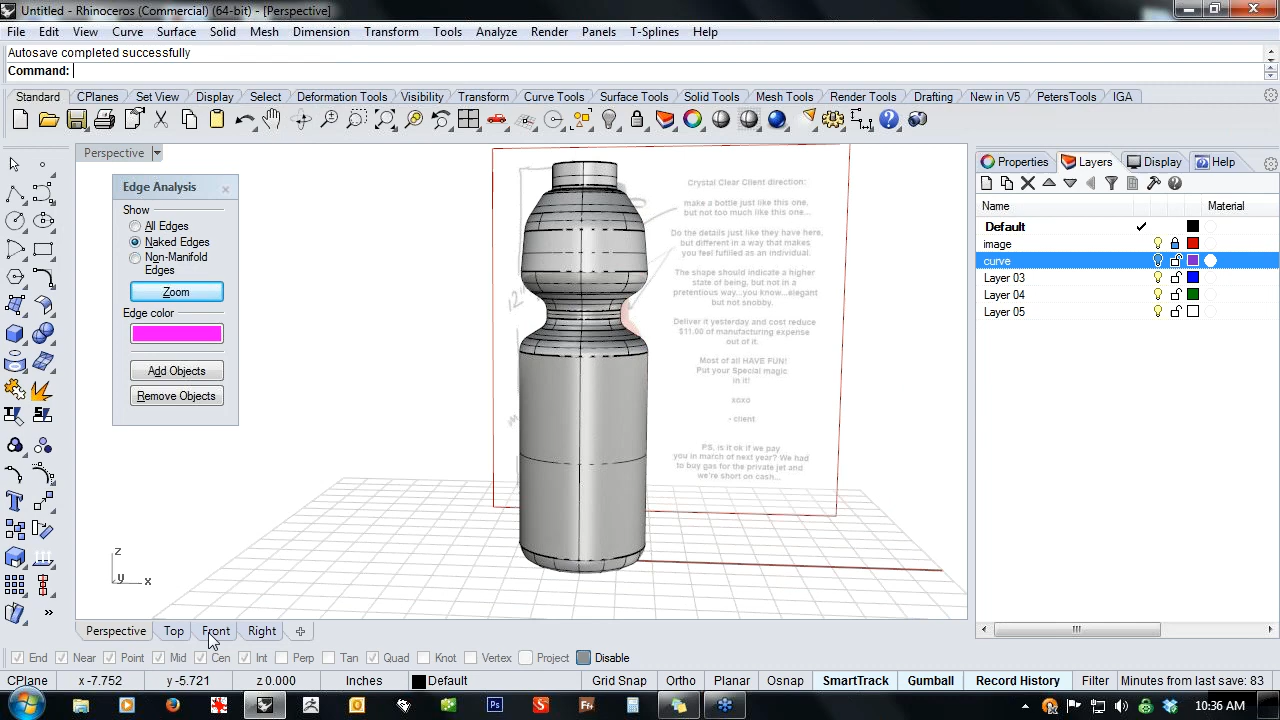 Untitled - Rhinoceros (Commercial) (64-bit) - [Perspective]
File Edit View Curve Surface Solid Mesh Dimension Transform Tools Analyze Render Panels T-Splines Help
Autosave completed successfully
Command:
Standard CPlanes Set View Display Select Deformation Tools Visibility Transform Curve Tools Surface Tools Solid Tools Mesh Tools Render Tools Drafting New in V5 PetersTools IGA
Perspective
Properties Layers Display Help
Edge Analysis
Show
All Edges
Naked Edges
Non-Manifold
Edges
Zoom
Edge color
Add Objects
Remove Objects
12"
Crystal Clear Client direction:
make a bottle just like this one,
but not too much like this one...
Do the details just like they have here,
but different in a way that makes
you feel fulfilled as an individual.
The shape should indicate a higher
state of being, but not in a
pretentious way...you know...elegant
but not snobby.
Deliver it yesterday and cost reduce
$11.00 of manufacturing expense
out of it.
Most of all HAVE FUN!
Put your Special magic
in it!
xoxo
- client
P.S. is it ok if we pay
you in march of next year? We had
to buy gas for the private jet and
we're short on cash...
z
y x
Name Material
Default
image
curve
Layer 03
Layer 04
Layer 05
Perspective Top Front Right
End Near Point Mid Cen Int Perp Tan Quad Knot Vertex Project Disable
CPlane x -7.752 y -5.721 z 0.000 Inches Default Grid Snap Ortho Planar Osnap SmartTrack Gumball Record History Filter Minutes from last save: 83
Ps
10:36 AM